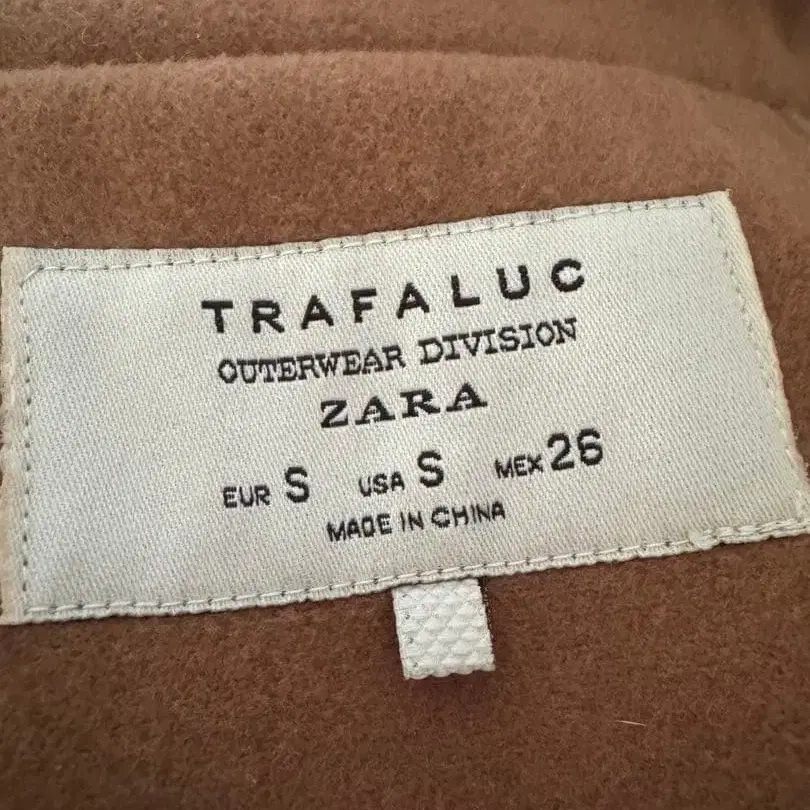 TRAFALUC
OUTERWEAR DIVISION
ZARA
EUR S USA S MEX 26
MADE IN CHINA